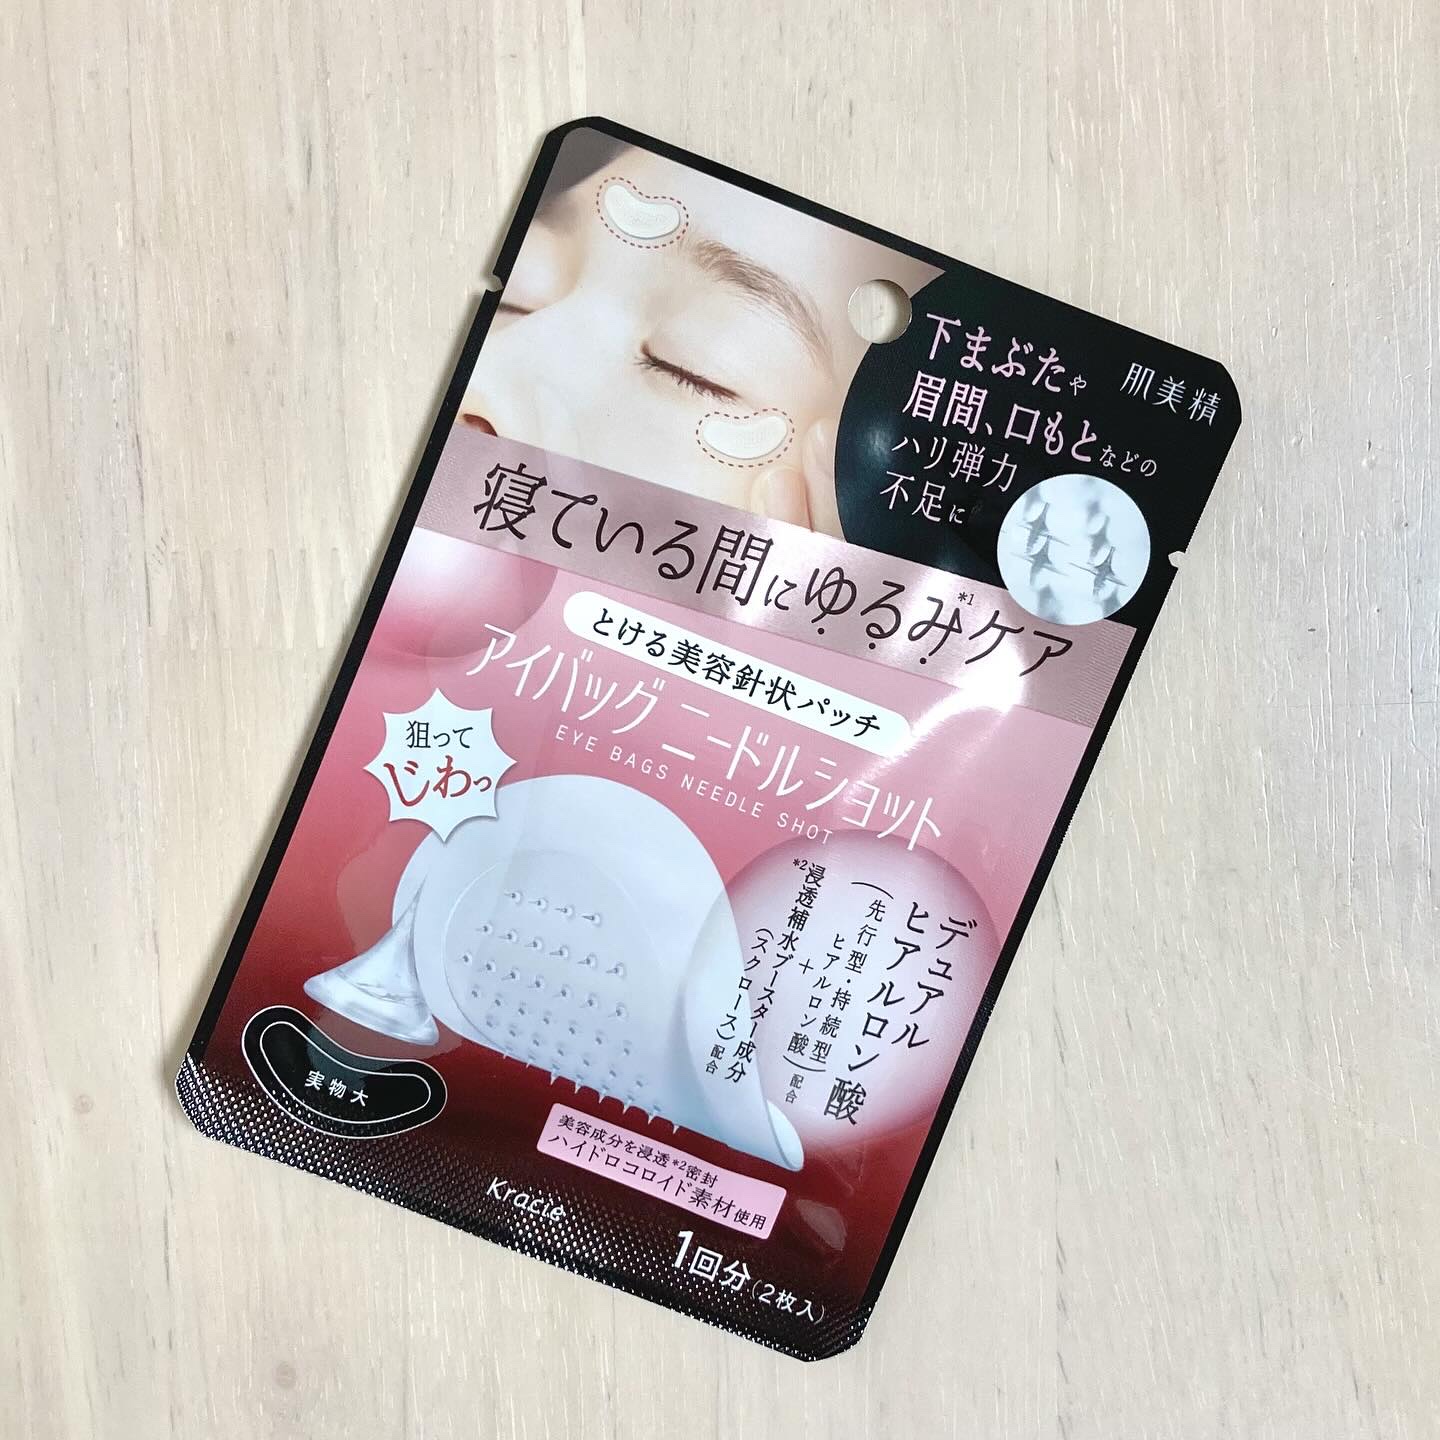 肌美精
下まぶたや
眉間、口もとなどの
ハリ弾力
不足に
寝ている間にゆるみ*1ケア
とける美容針状パッチ
アイバッグニードルショット
EYE BAGS NEEDLE SHOT
狙って
じわっ
デュアル
ヒアルロン酸
(先行型・持続型
ヒアルロン酸)配合
+
*2浸透補水ブースター成分
(スクロース)配合
実物大
美容成分を浸透*2密封
ハイドロコロイド素材使用
Kracie
1回分(2枚入)